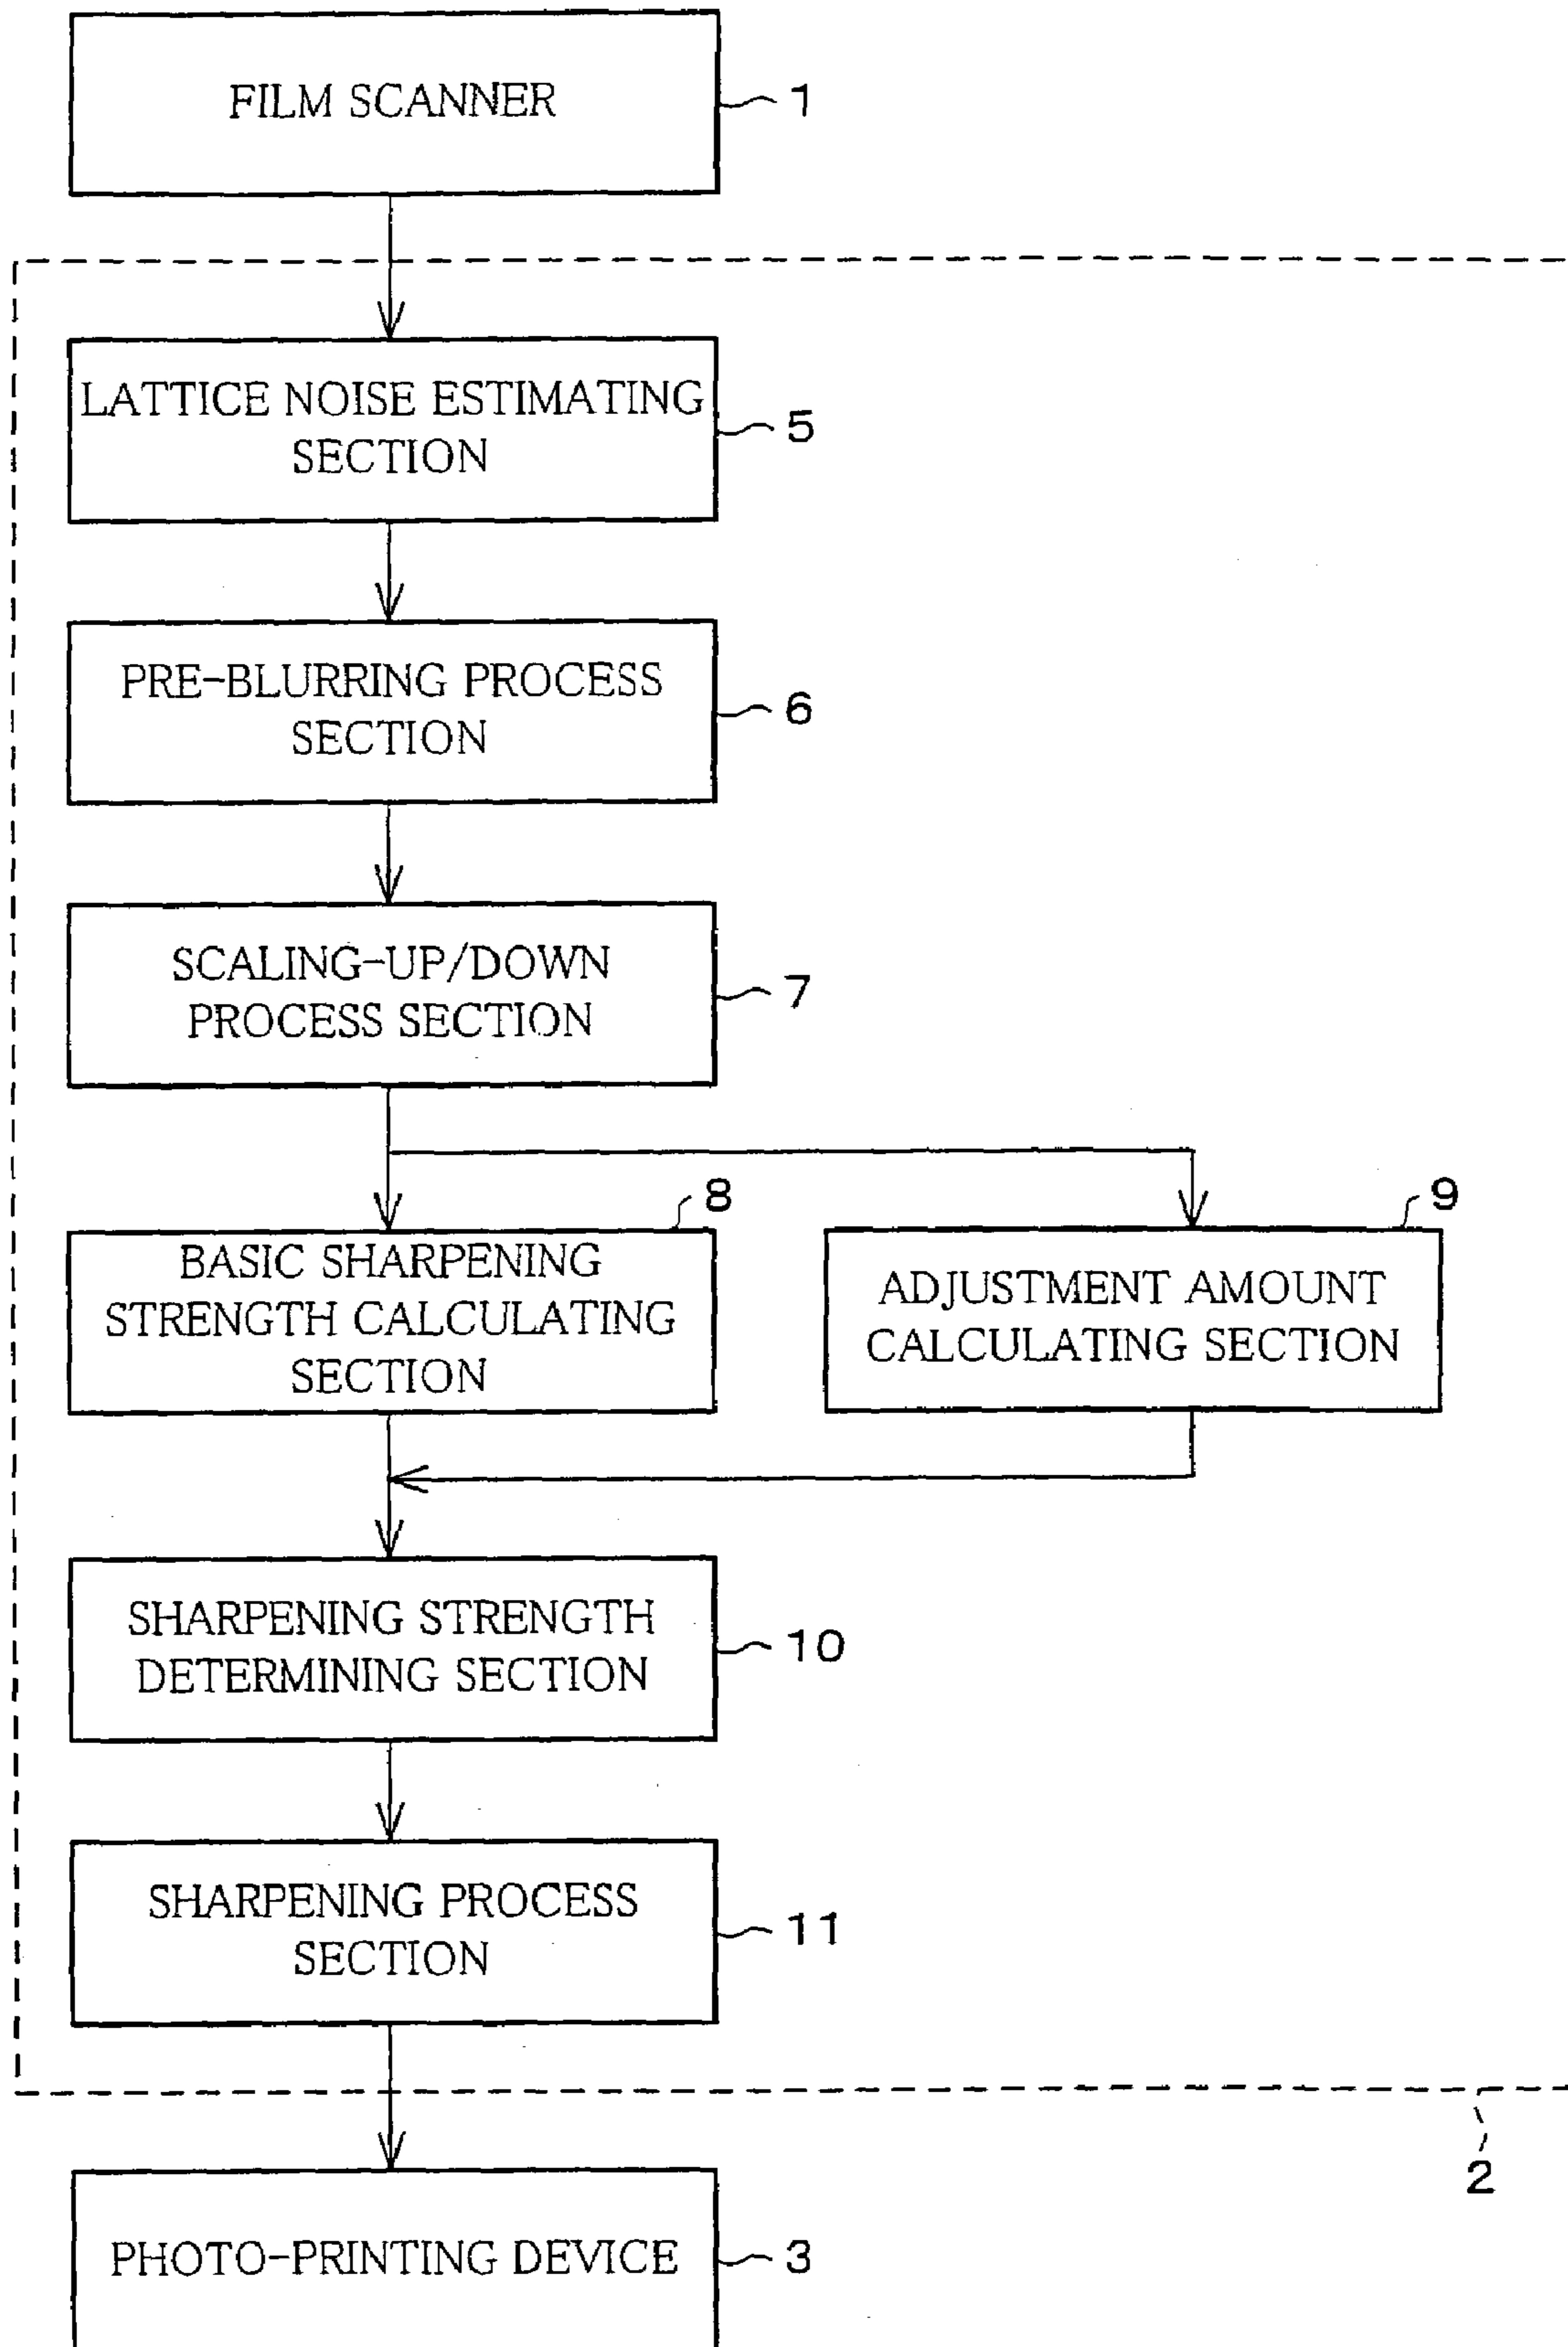 FILM SCANNER
1
LATTICE NOISE ESTIMATING
SECTION
5
PRE-BLURRING PROCESS
SECTION
6
SCALING-UP/DOWN
PROCESS SECTION
7
8
BASIC SHARPENING
STRENGTH CALCULATING
SECTION
9
ADJUSTMENT AMOUNT
CALCULATING SECTION
SHARPENING STRENGTH
DETERMINING SECTION
10
SHARPENING PROCESS
SECTION
11
2
PHOTO-PRINTING DEVICE
3